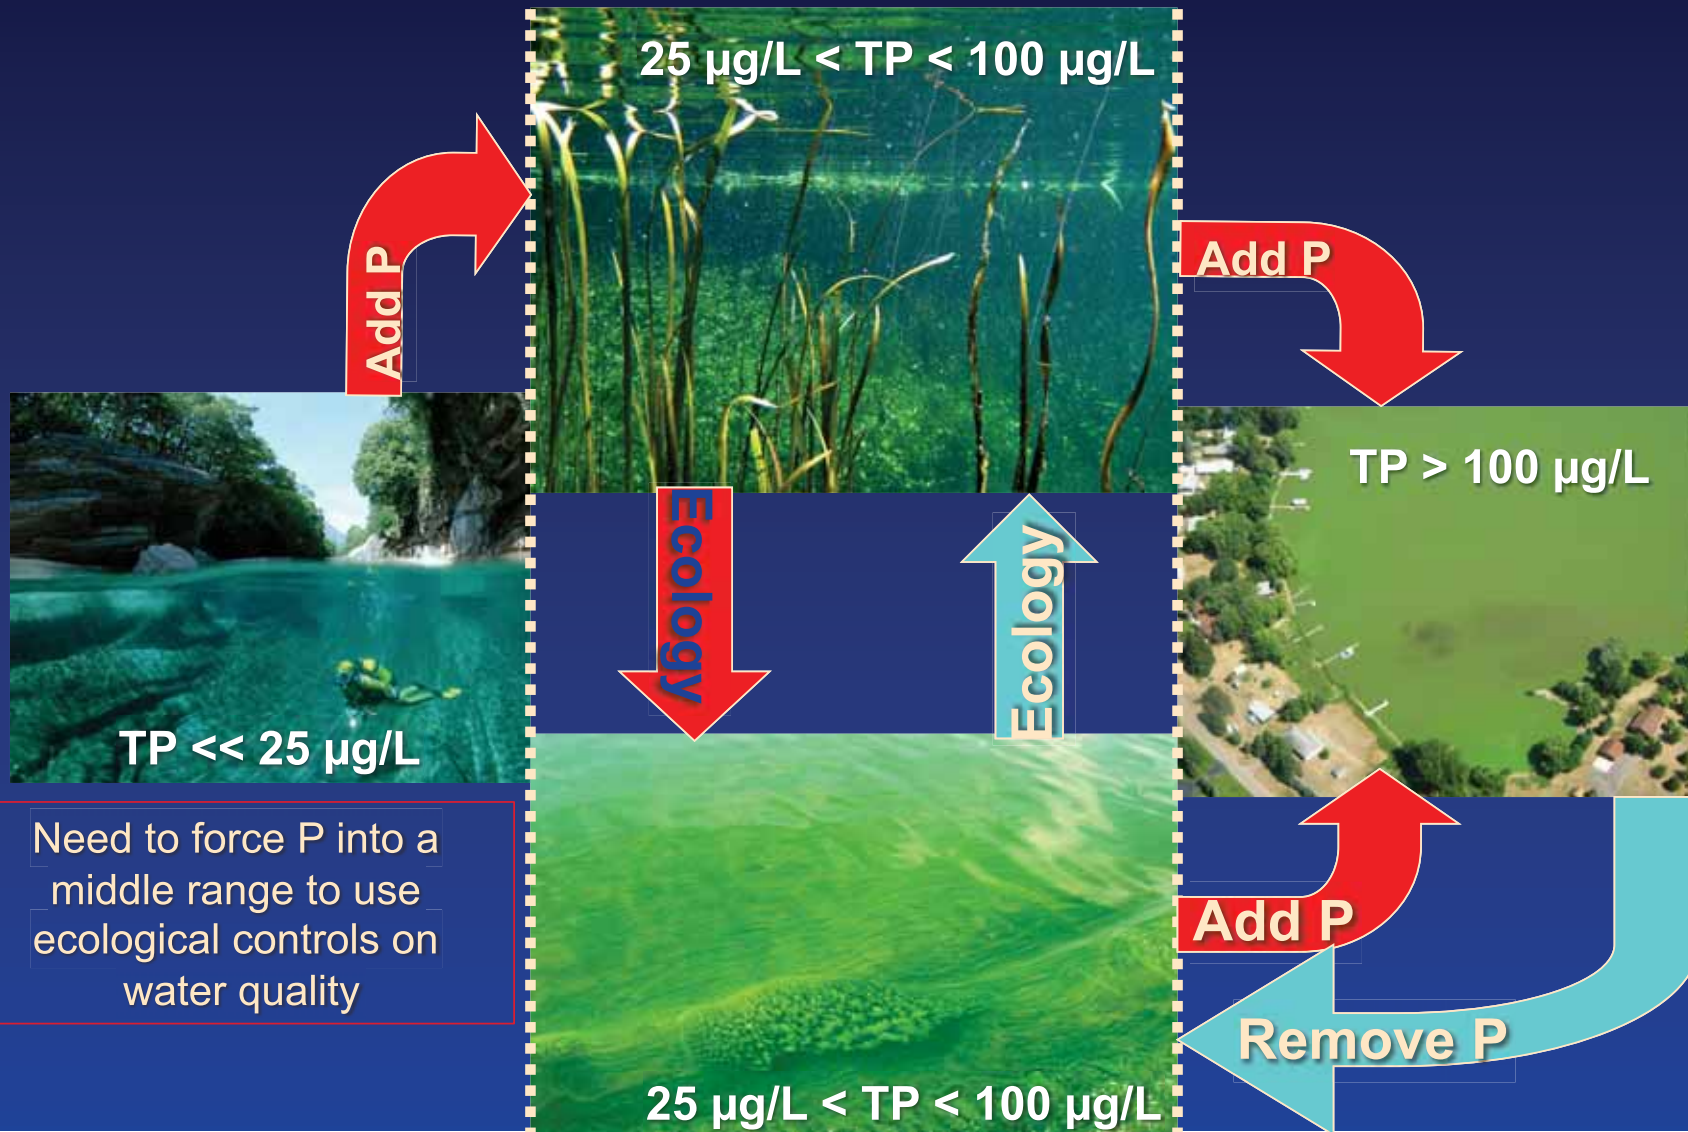 25 µg/L < TP < 100 µg/L
Add P
Add P
TP > 100 µg/L
Ecology
Ecology
TP << 25 µg/L
Need to force P into a
middle range to use
ecological controls on
water quality
Add P
Remove P
25 µg/L < TP < 100 µg/L